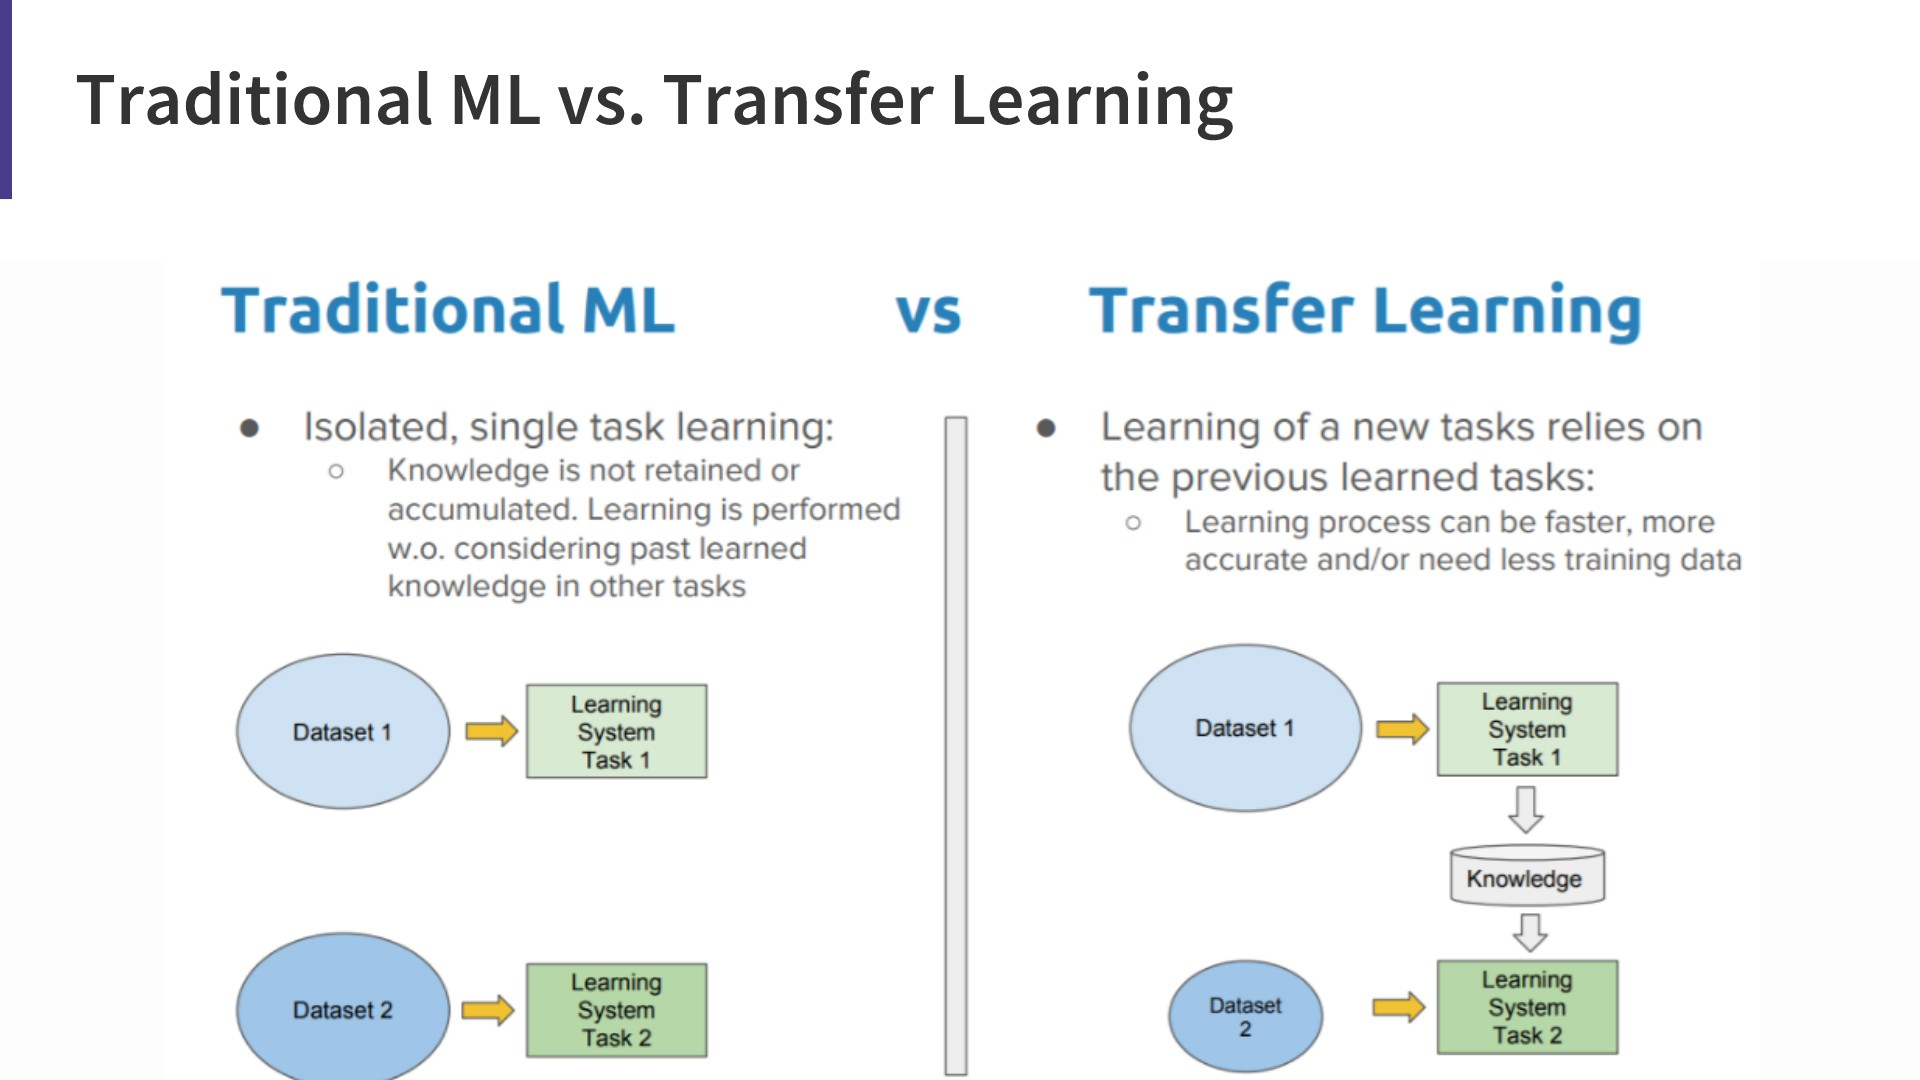 Traditional ML vs. Transfer Learning
Traditional ML vs Transfer Learning
● Isolated, single task learning:
○ Knowledge is not retained or
accumulated. Learning is performed
w.o. considering past learned
knowledge in other tasks
● Learning of a new tasks relies on
the previous learned tasks:
○ Learning process can be faster, more
accurate and/or need less training data
Dataset 1
Learning
System
Task 1
Dataset 2
Learning
System
Task 2
Dataset 1
Learning
System
Task 1
Knowledge
Dataset
2
Learning
System
Task 2